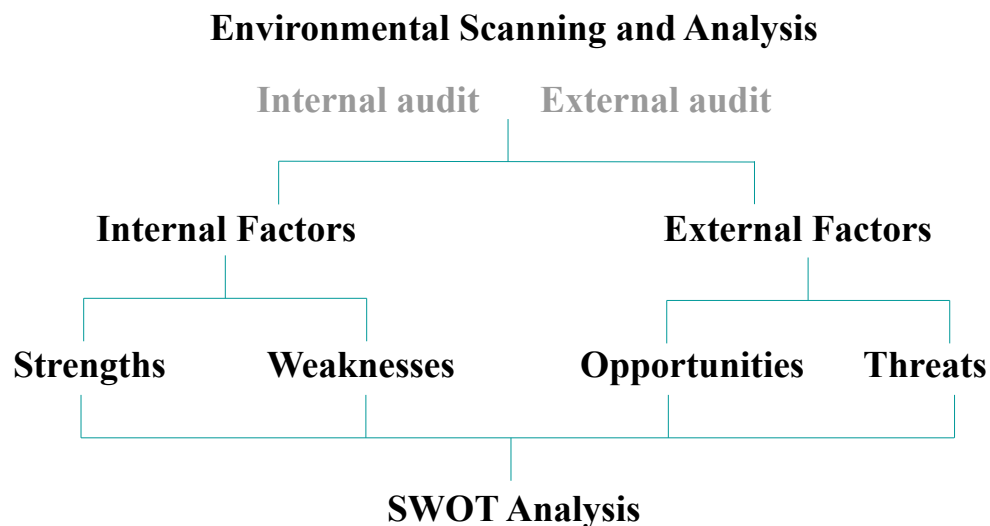 Environmental Scanning and Analysis
Internal audit External audit
Internal Factors External Factors
Strengths Weaknesses Opportunities Threats
SWOT Analysis